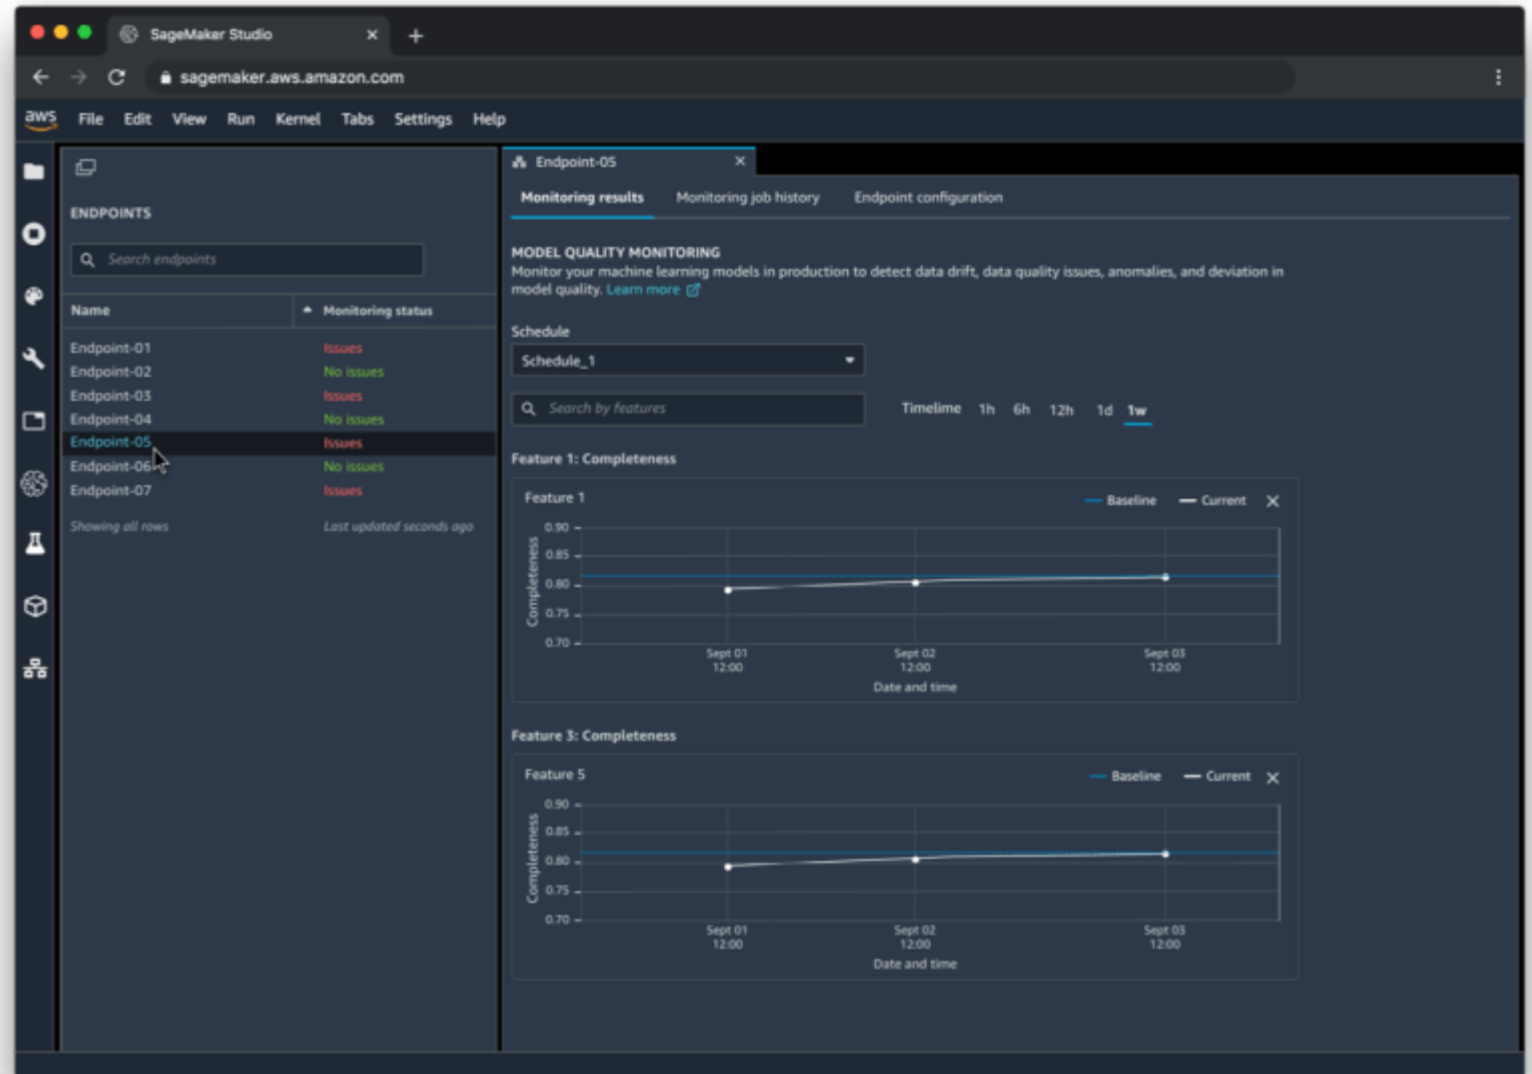 SageMaker Studio
sagemaker.aws.amazon.com
aws File Edit View Run Kernel Tabs Settings Help
ENDPOINTS
Search endpoints
Name Monitoring status
Endpoint-01 Issues
Endpoint-02 No issues
Endpoint-03 Issues
Endpoint-04 No issues
Endpoint-05 Issues
Endpoint-06 No issues
Endpoint-07 Issues
Showing all rows Last updated seconds ago
Endpoint-05
Monitoring results Monitoring job history Endpoint configuration
MODEL QUALITY MONITORING
Monitor your machine learning models in production to detect data drift, data quality issues, anomalies, and deviation in
model quality. Learn more
Schedule
Schedule_1
Search by features Timelime 1h 6h 12h 1d 1w
Feature 1: Completeness
Feature 1 Baseline Current
Completeness
0.90
0.85
0.80
0.75
0.70
Sept 01 Sept 02 Sept 03
12:00 12:00 12:00
Date and time
Feature 3: Completeness
Feature 5 Baseline Current
Completeness
0.90
0.85
0.80
0.75
0.70
Sept 01 Sept 02 Sept 03
12:00 12:00 12:00
Date and time